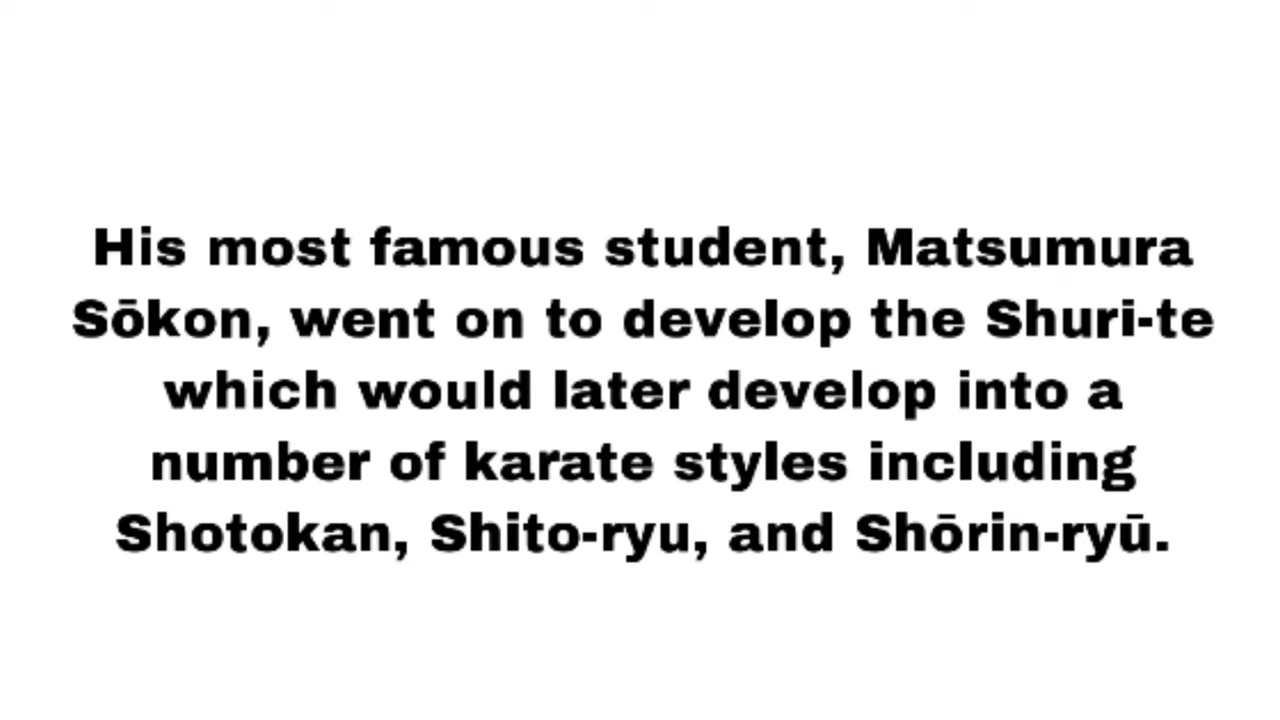 His most famous student, Matsumura
Sōkon, went on to develop the Shuri-te
which would later develop into a
number of karate styles including
Shotokan, Shito-ryu, and Shōrin-ryū.